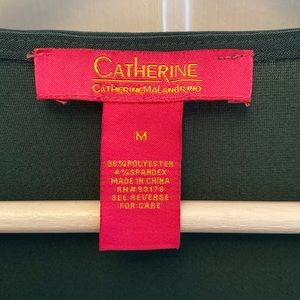 CATHERINE
CATHERINE MALANDRINO
M
96% POLYESTER
4% SPANDEX
MADE IN CHINA
RN# 93178
SEE REVERSE
FOR CARE